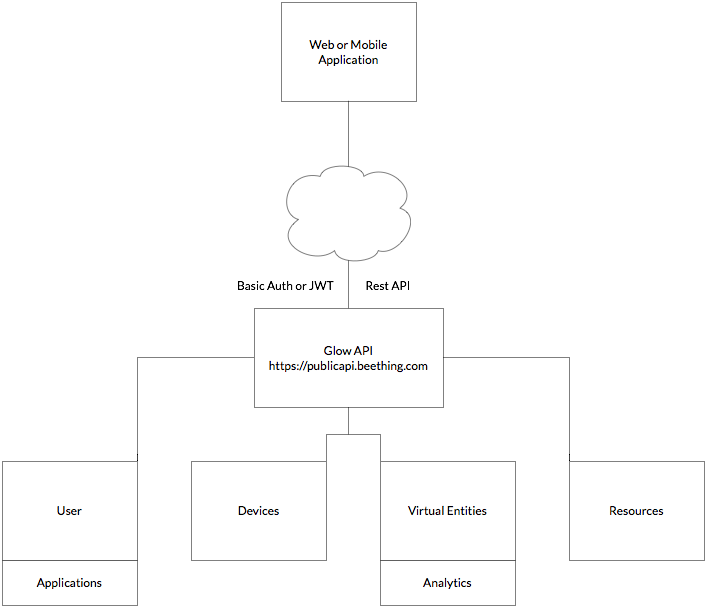 Web or Mobile
Application
Basic Auth or JWT
Rest API
Glow API
https://publicapi.beething.com
User
Devices
Virtual Entities
Resources
Applications
Analytics